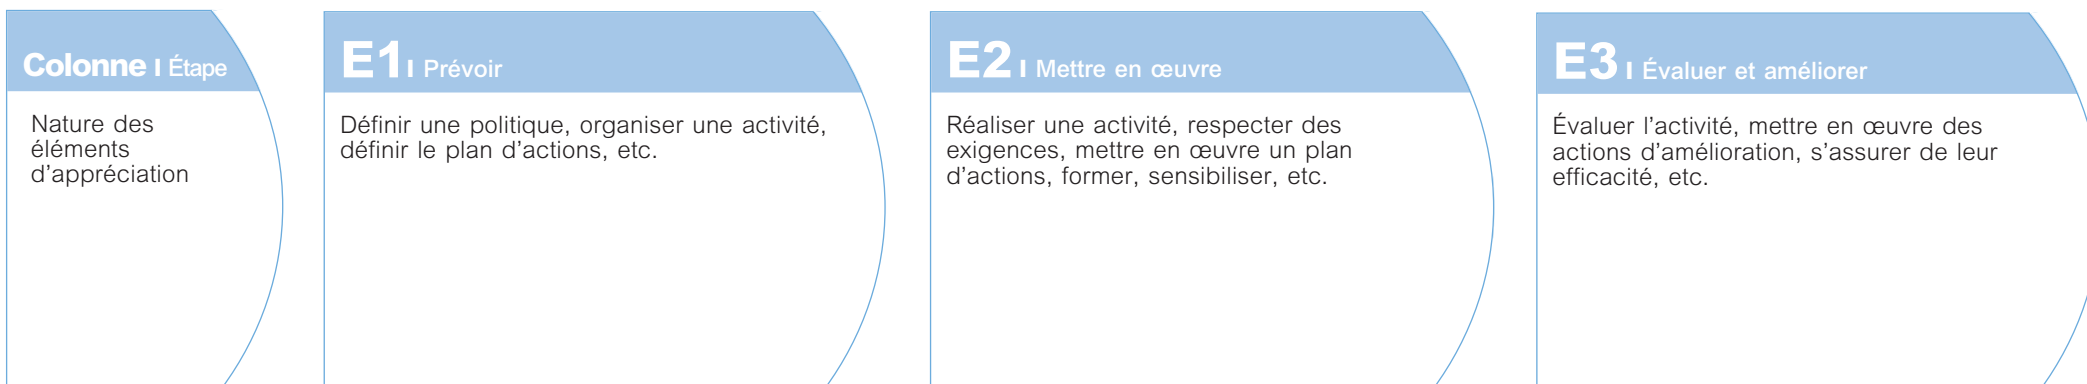 Colonne I Étape
Nature des
éléments
d'appréciation
E1 I Prévoir
Définir une politique, organiser une activité,
définir le plan d'actions, etc.
E2 I Mettre en œuvre
Réaliser une activité, respecter des
exigences, mettre en œuvre un plan
d'actions, former, sensibiliser, etc.
E3 I Évaluer et améliorer
Évaluer l'activité, mettre en œuvre des
actions d'amélioration, s'assurer de leur
efficacité, etc.